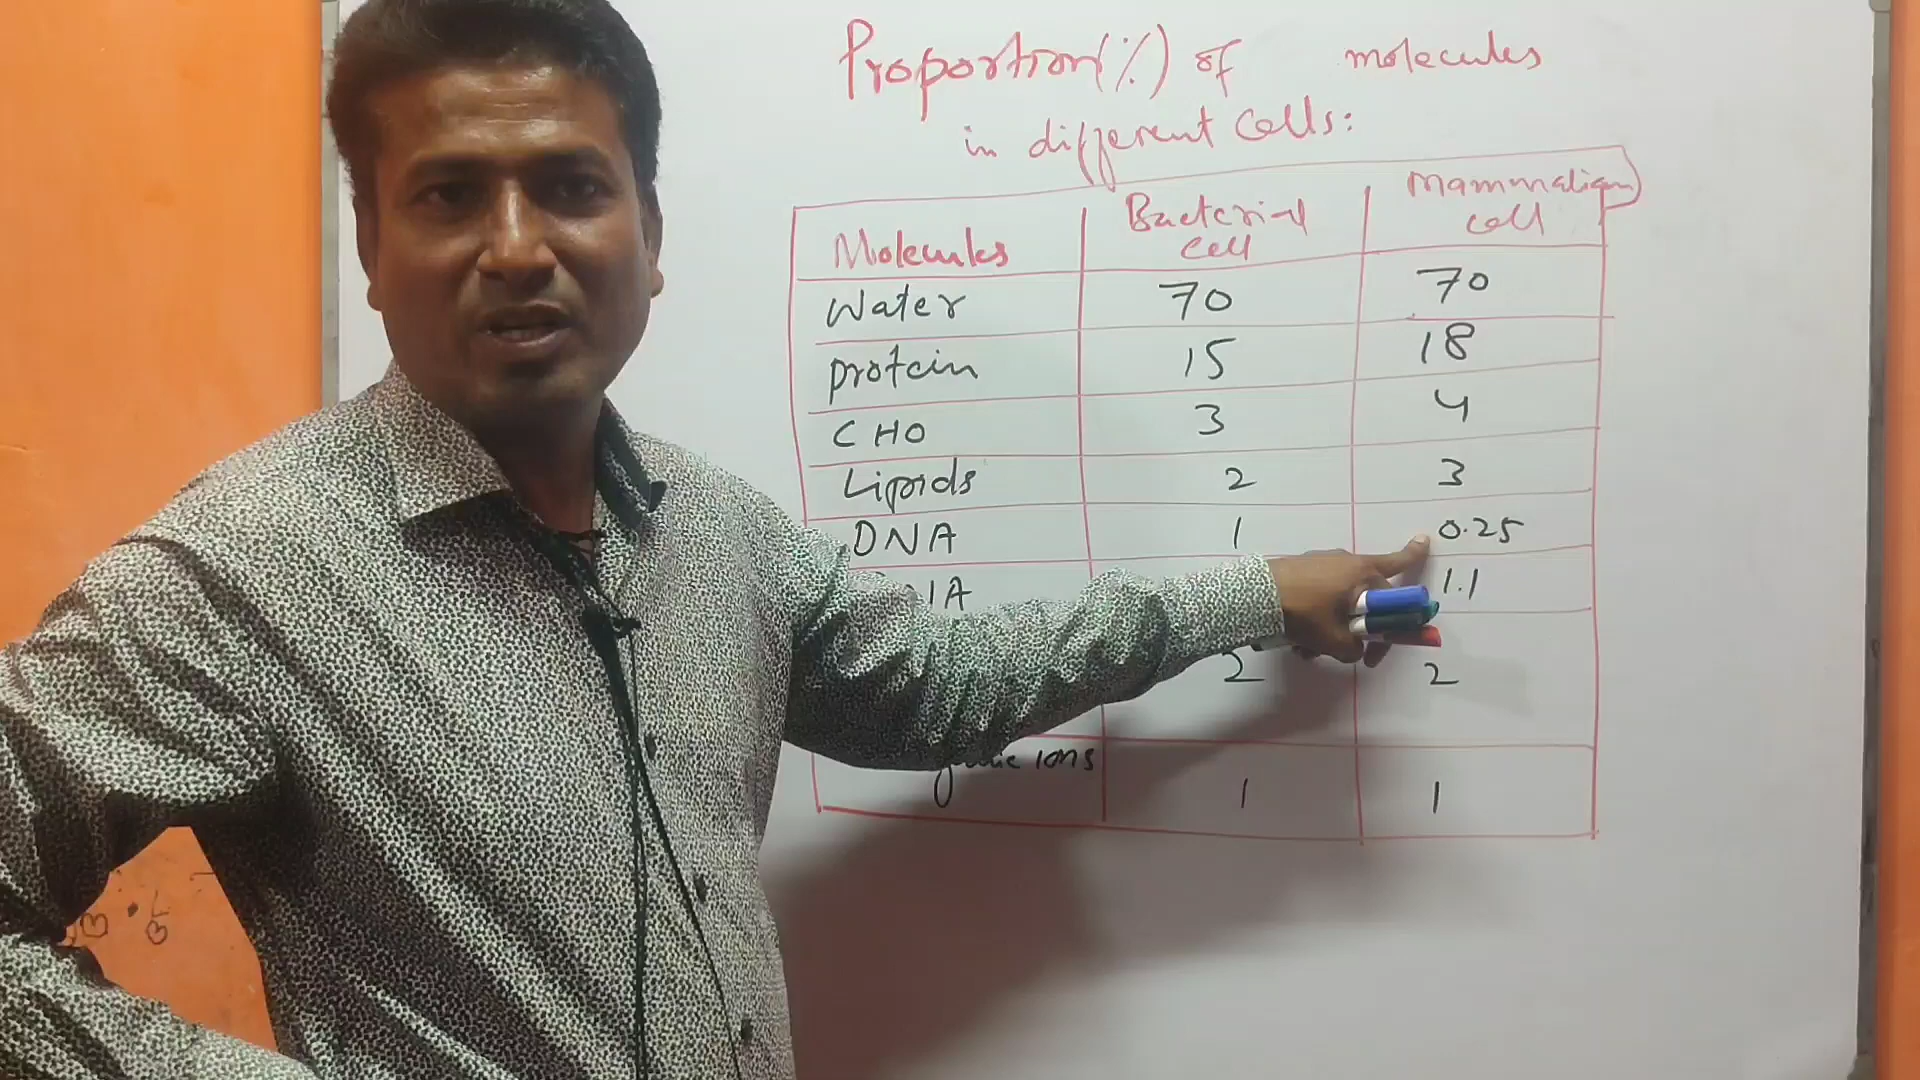 Proportion(%) of molecules
in different cells:
Molecules Bacterial cell Mammalian cell
Water 70 70
protein 15 18
CHO 3 4
Lipids 2 3
DNA 1 0.25
1.1
2 2
ions
1 1